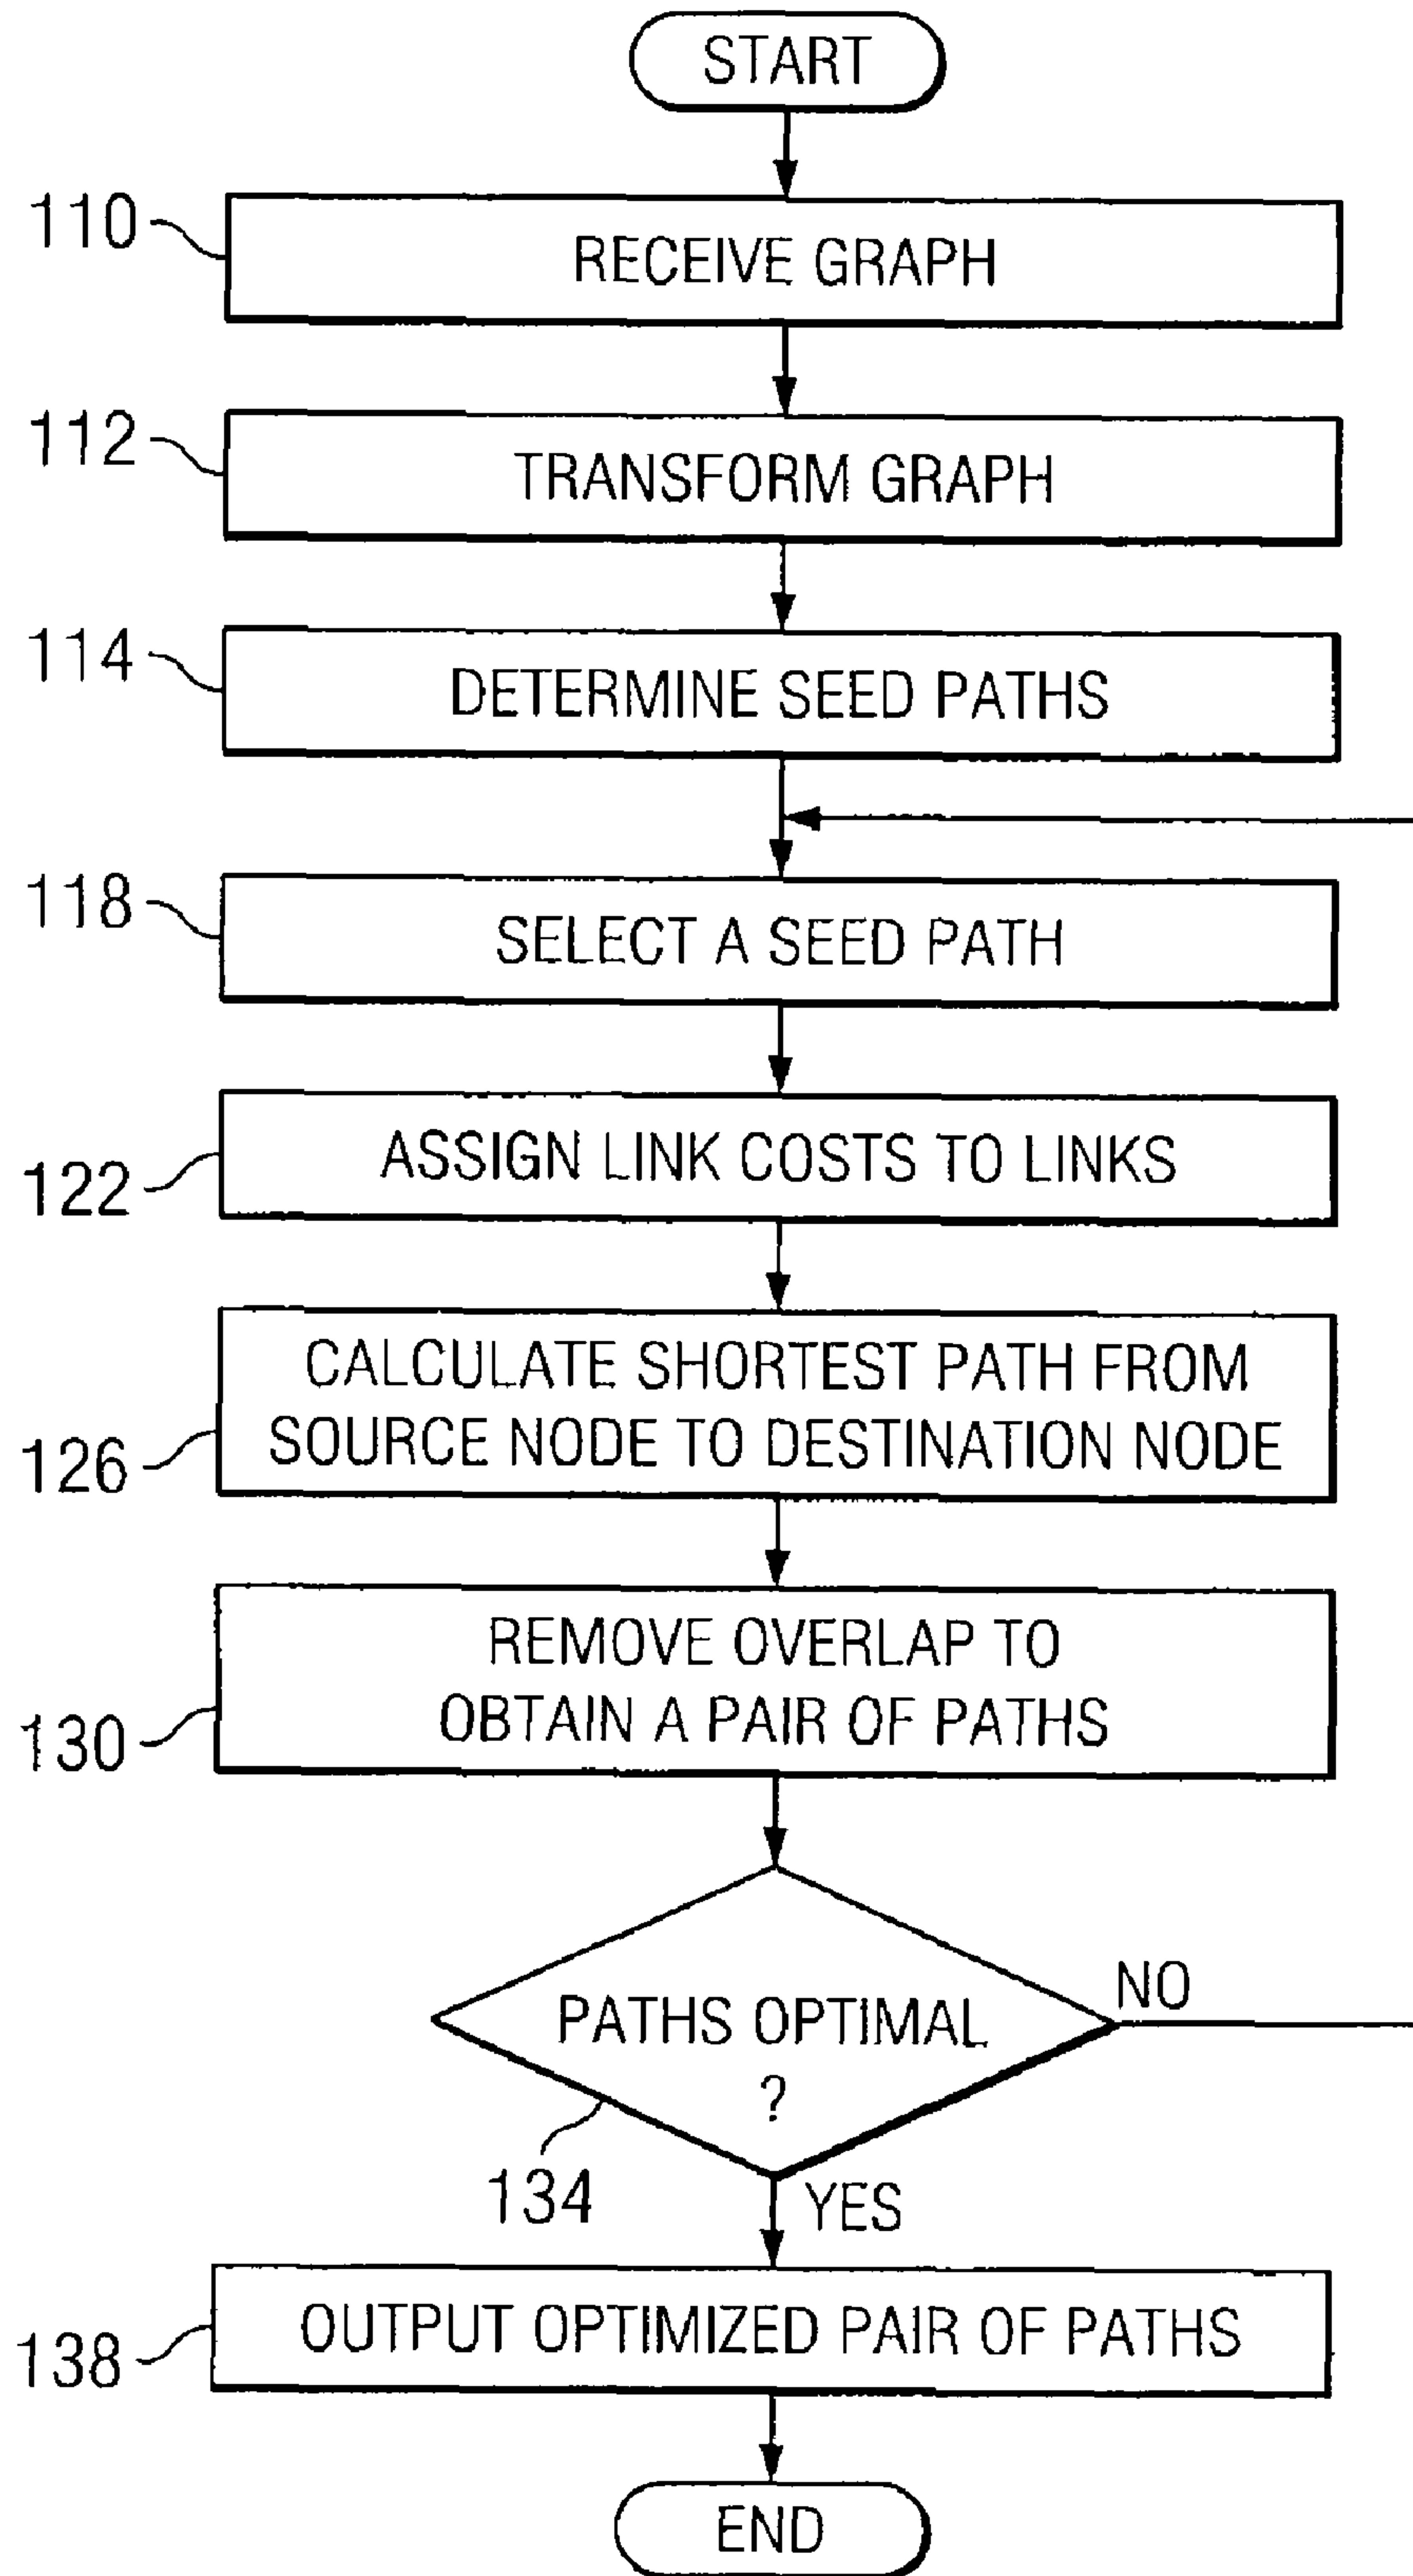 START
110
RECEIVE GRAPH
112
TRANSFORM GRAPH
114
DETERMINE SEED PATHS
118
SELECT A SEED PATH
122
ASSIGN LINK COSTS TO LINKS
126
CALCULATE SHORTEST PATH FROM
SOURCE NODE TO DESTINATION NODE
130
REMOVE OVERLAP TO
OBTAIN A PAIR OF PATHS
NO
PATHS OPTIMAL
?
134
YES
138
OUTPUT OPTIMIZED PAIR OF PATHS
END